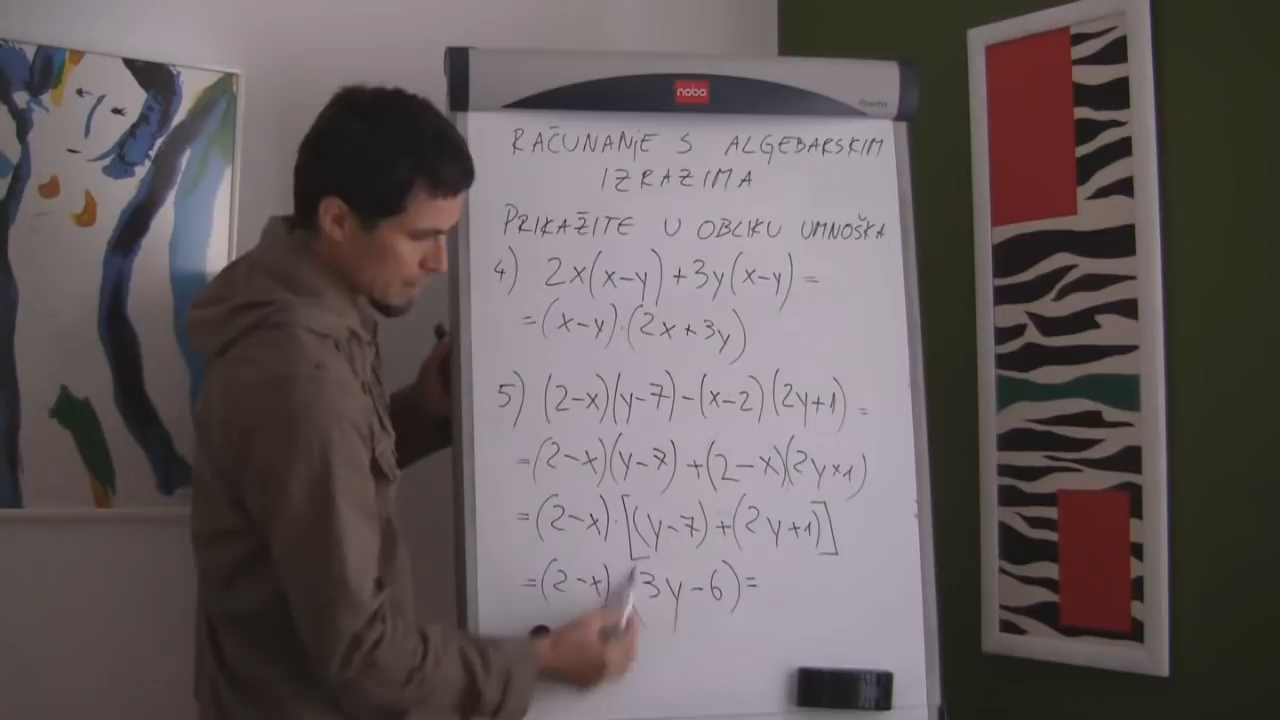 nobo
Piranha
RAČUNANJE S ALGEBARSKIM
IZRAZIMA
PRIKAŽITE U OBLIKU UMNOŠKA
4) 2x(x-y)+3y(x-y)=
=(x-y)·(2x+3y)
5) (2-x)(y-7)-(x-2)(2y+1)=
=(2-x)(y-7)+(2-x)(2y+1)
=(2-x)·[(y-7)+(2y+1)]
=(2-x) 3y-6)=